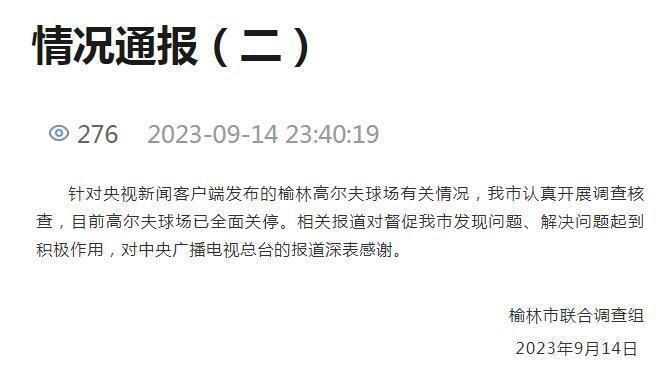 情况通报（二）
276 2023-09-14 23:40:19
针对央视新闻客户端发布的榆林高尔夫球场有关情况，我市认真开展调查核
查，目前高尔夫球场已全面关停。相关报道对督促我市发现问题、解决问题起到
积极作用，对中央广播电视总台的报道深表感谢。
榆林市联合调查组
2023年9月14日